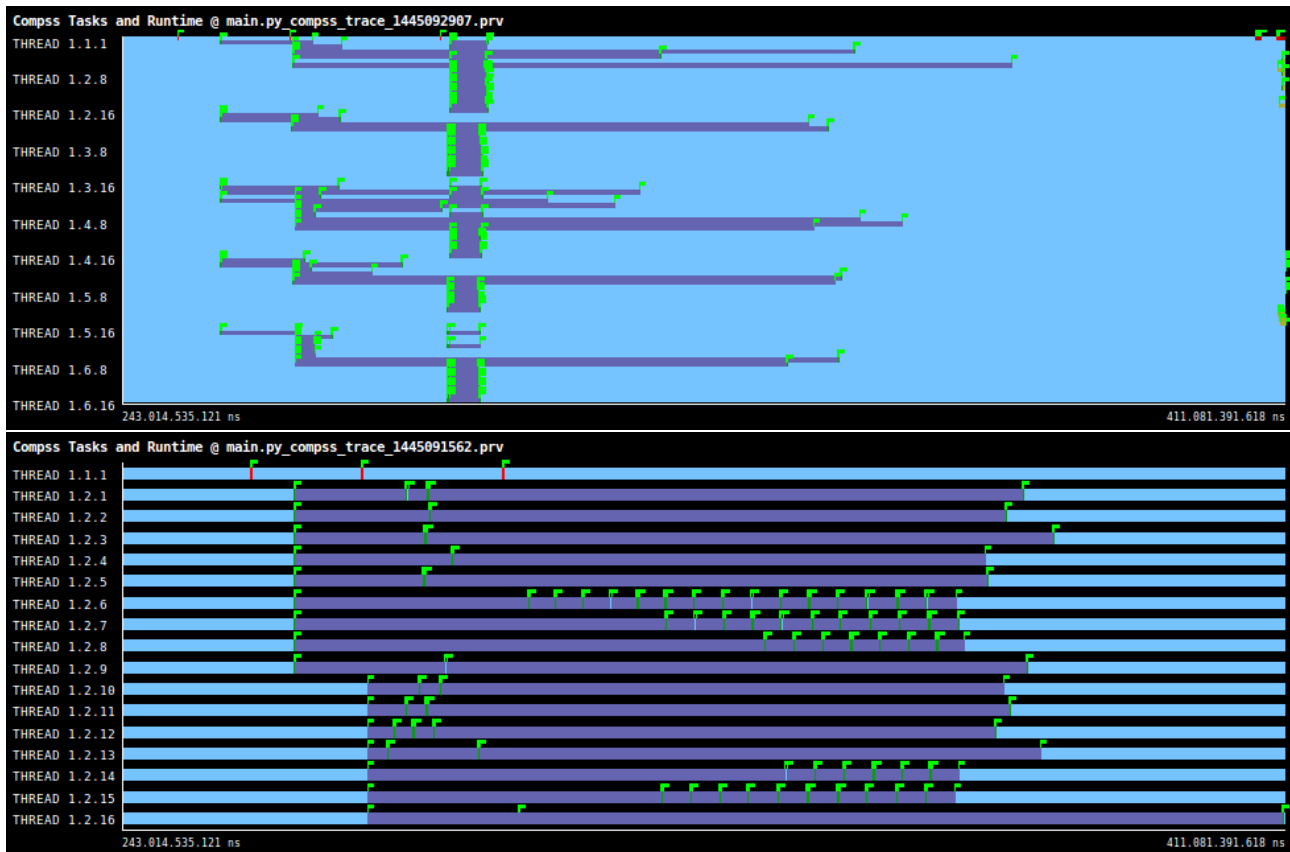 Compss Tasks and Runtime @ main.py_compss_trace_1445092907.prv
THREAD 1.1.1
THREAD 1.2.8
THREAD 1.2.16
THREAD 1.3.8
THREAD 1.3.16
THREAD 1.4.8
THREAD 1.4.16
THREAD 1.5.8
THREAD 1.5.16
THREAD 1.6.8
THREAD 1.6.16
243.014.535.121 ns 411.081.391.618 ns
Compss Tasks and Runtime @ main.py_compss_trace_1445091562.prv
THREAD 1.1.1
THREAD 1.2.1
THREAD 1.2.2
THREAD 1.2.3
THREAD 1.2.4
THREAD 1.2.5
THREAD 1.2.6
THREAD 1.2.7
THREAD 1.2.8
THREAD 1.2.9
THREAD 1.2.10
THREAD 1.2.11
THREAD 1.2.12
THREAD 1.2.13
THREAD 1.2.14
THREAD 1.2.15
THREAD 1.2.16
243.014.535.121 ns 411.081.391.618 ns